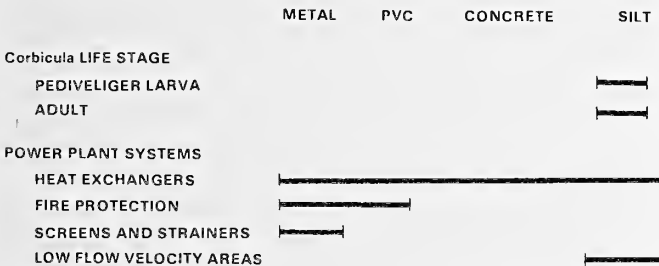 METAL PVC CONCRETE SILT
Corbicula LIFE STAGE
PEDIVELIGER LARVA
ADULT
POWER PLANT SYSTEMS
HEAT EXCHANGERS
FIRE PROTECTION
SCREENS AND STRAINERS
LOW FLOW VELOCITY AREAS